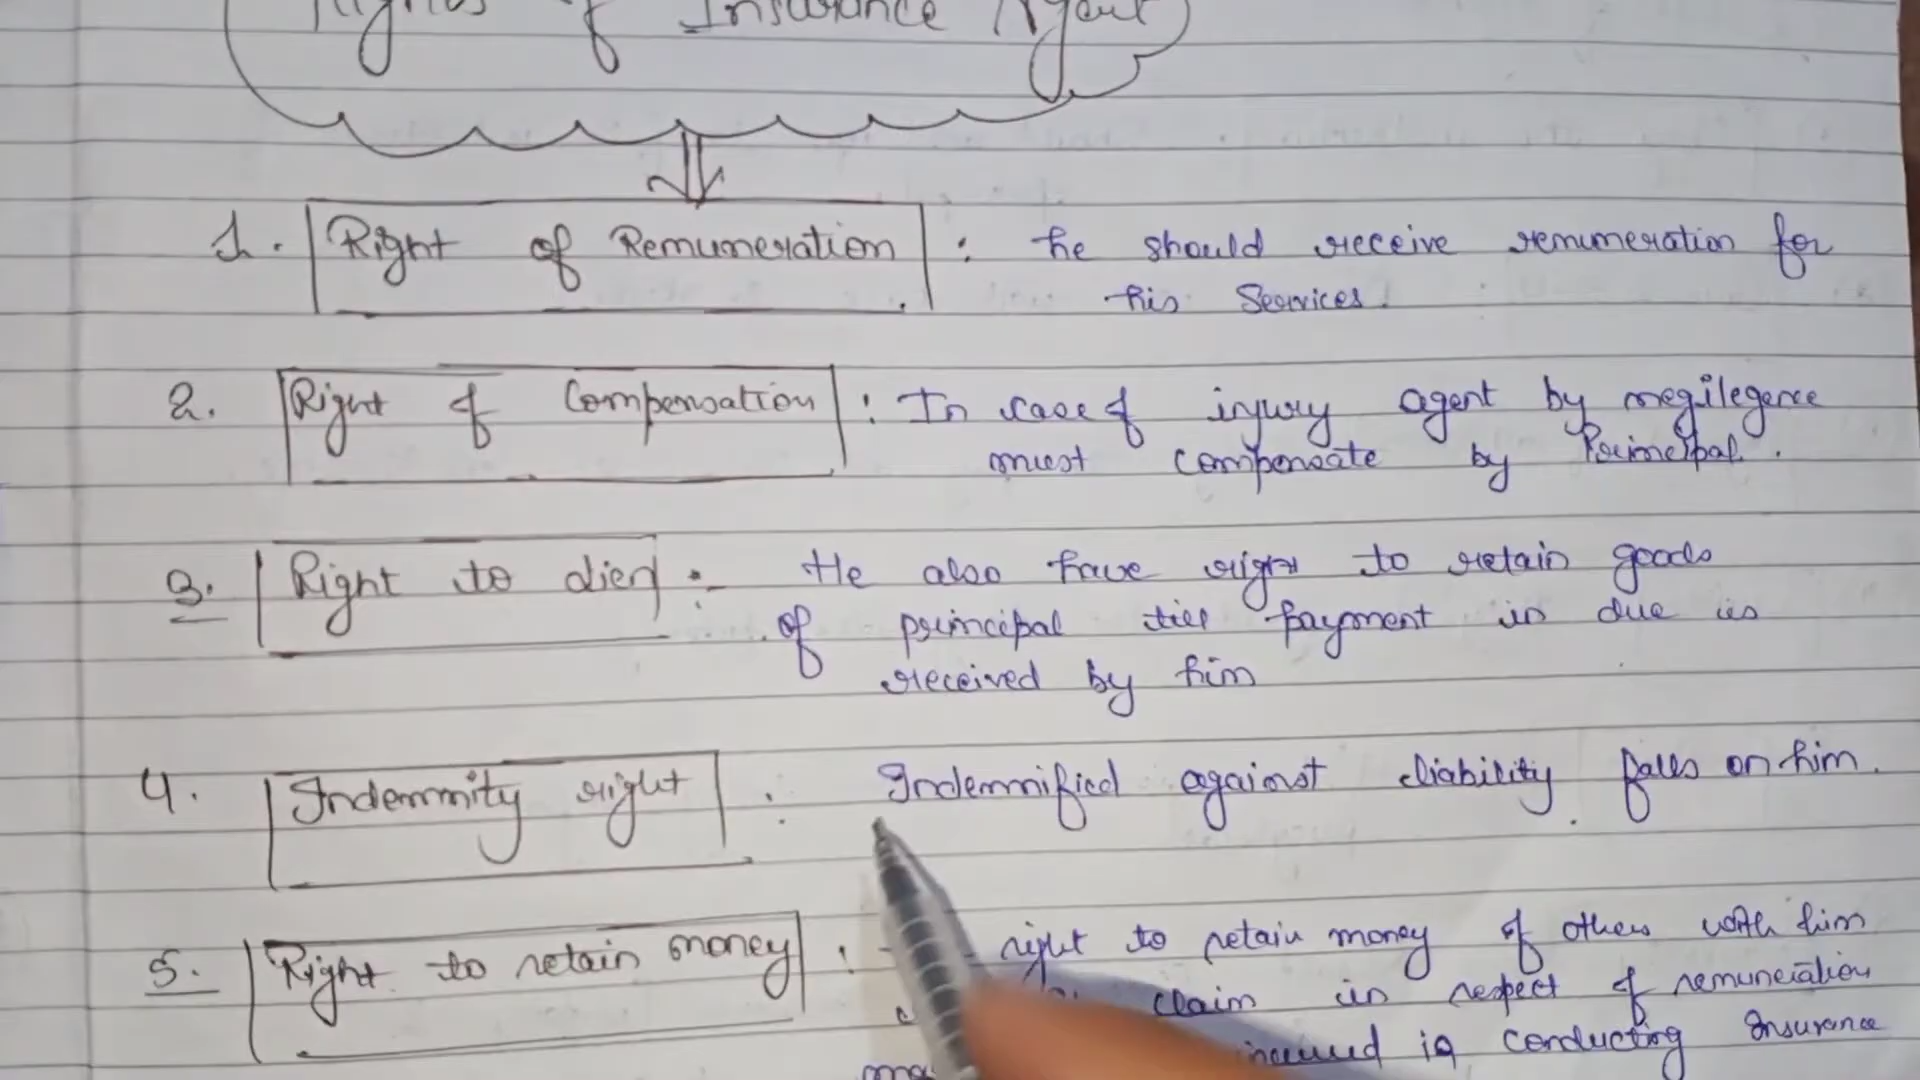 Rights of Insurance Agent
1. Right of Remuneration : he should receive remuneration for
his Services.
2. Right of Compensation : In case of injury agent by negilegence
must compensate by Principal.
3. Right to lien :- He also have right to retain goods
of principal till payment in due is
received by him
4. Indemnity right : Indemnified against liability falls on him.
5. Right to retain money : right to retain money of others with him
claim in respect of remuneration
in conducting Insurance